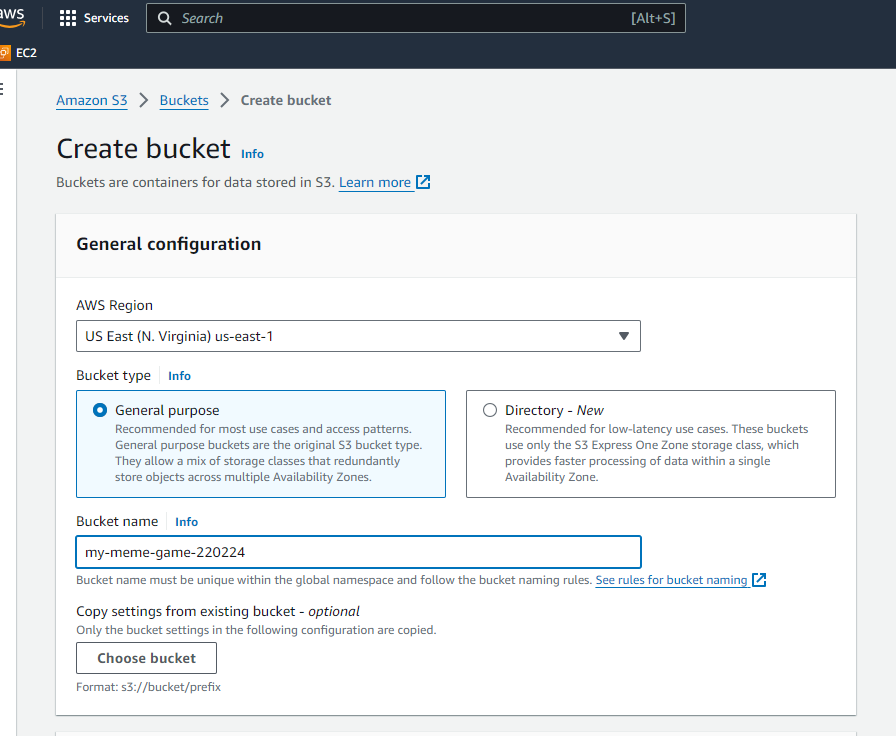 aws
Services
Search
[Alt+S]
EC2
Amazon S3 > Buckets > Create bucket
Create bucket Info
Buckets are containers for data stored in S3. Learn more
General configuration
AWS Region
US East (N. Virginia) us-east-1
Bucket type Info
General purpose
Recommended for most use cases and access patterns.
General purpose buckets are the original S3 bucket type.
They allow a mix of storage classes that redundantly
store objects across multiple Availability Zones.
Directory - New
Recommended for low-latency use cases. These buckets
use only the S3 Express One Zone storage class, which
provides faster processing of data within a single
Availability Zone.
Bucket name Info
my-meme-game-220224
Bucket name must be unique within the global namespace and follow the bucket naming rules. See rules for bucket naming
Copy settings from existing bucket - optional
Only the bucket settings in the following configuration are copied.
Choose bucket
Format: s3://bucket/prefix